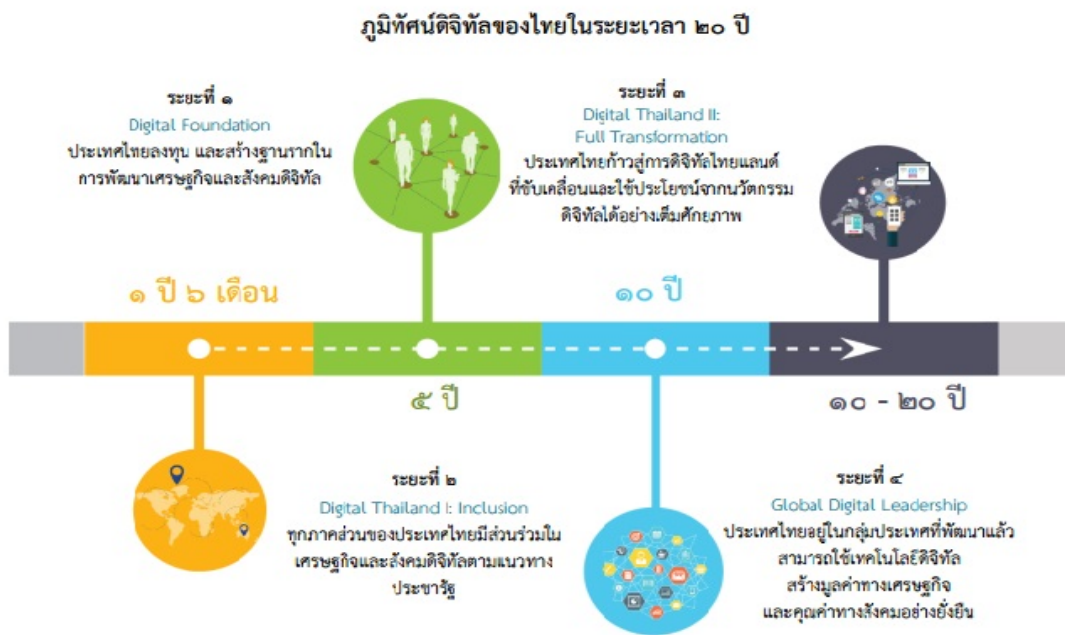 ภูมิทัศน์ดิจิทัลของไทยในระยะเวลา ๒๐ ปี
ระยะที่ ๑
Digital Foundation
ประเทศไทยลงทุน และสร้างฐานรากใน
การพัฒนาเศรษฐกิจและสังคมดิจิทัล
๑ ปี ๖ เดือน
ระยะที่ ๒
Digital Thailand I: Inclusion
ทุกภาคส่วนของประเทศไทยมีส่วนร่วมใน
เศรษฐกิจและสังคมดิจิทัลตามแนวทาง
ประชารัฐ
๕ ปี
ระยะที่ ๓
Digital Thailand II:
Full Transformation
ประเทศไทยก้าวสู่การดิจิทัลไทยแลนด์
ที่ขับเคลื่อนและใช้ประโยชน์จากนวัตกรรม
ดิจิทัลได้อย่างเต็มศักยภาพ
๑๐ ปี
ระยะที่ ๔
Global Digital Leadership
ประเทศไทยอยู่ในกลุ่มประเทศที่พัฒนาแล้ว
สามารถใช้เทคโนโลยีดิจิทัล
สร้างมูลค่าทางเศรษฐกิจ
และคุณค่าทางสังคมอย่างยั่งยืน
๑๐ - ๒๐ ปี